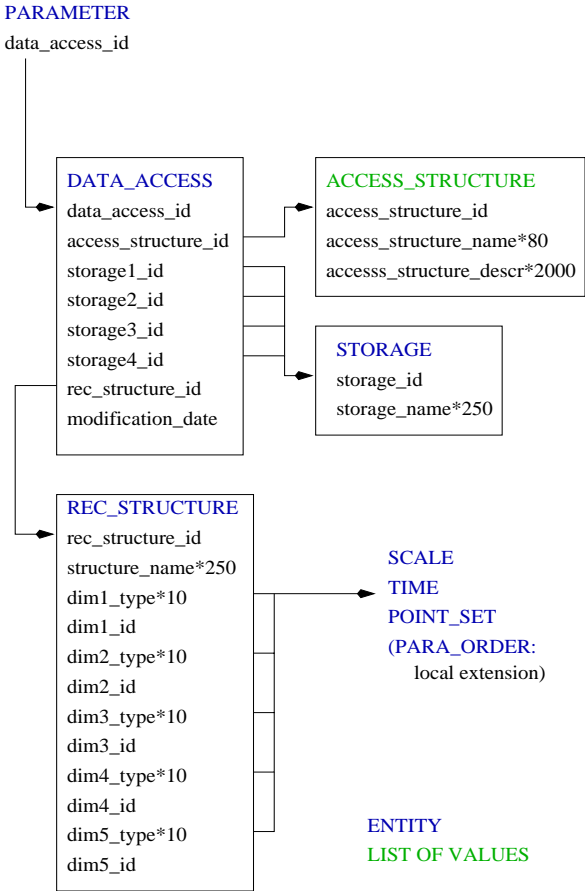 PARAMETER
data_access_id
DATA_ACCESS
data_access_id
access_structure_id
storage1_id
storage2_id
storage3_id
storage4_id
rec_structure_id
modification_date
ACCESS_STRUCTURE
access_structure_id
access_structure_name*80
accesss_structure_descr*2000
STORAGE
storage_id
storage_name*250
REC_STRUCTURE
rec_structure_id
structure_name*250
dim1_type*10
dim1_id
dim2_type*10
dim2_id
dim3_type*10
dim3_id
dim4_type*10
dim4_id
dim5_type*10
dim5_id
SCALE
TIME
POINT_SET
(PARA_ORDER:
local extension)
ENTITY
LIST OF VALUES